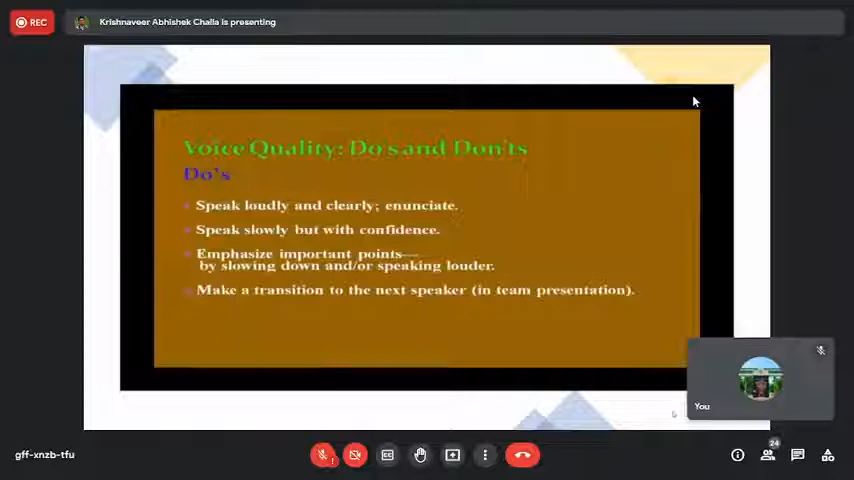 REC
Krishnaveer Abhishek Challa is presenting
Voice Quality: Do's and Don'ts
Do's
Speak loudly and clearly; enunciate.
Speak slowly but with confidence.
Emphasize important points—
by slowing down and/or speaking louder.
Make a transition to the next speaker (in team presentation).
You
gff-xnzb-tfu
24